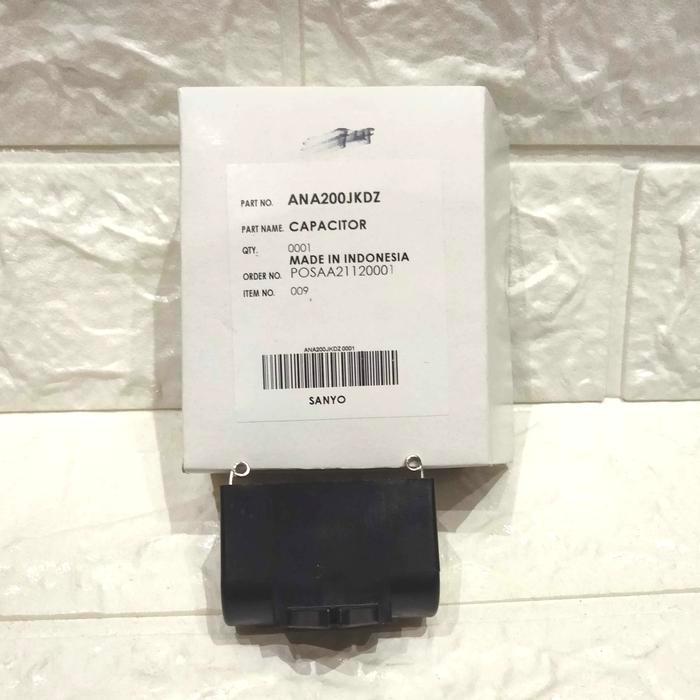 PART NO. ANA200JKDZ
PART NAME. CAPACITOR
QTY. 0001
MADE IN INDONESIA
ORDER NO. POSAA21120001
ITEM NO. 009
ANA200JKDZ 0001
SANYO